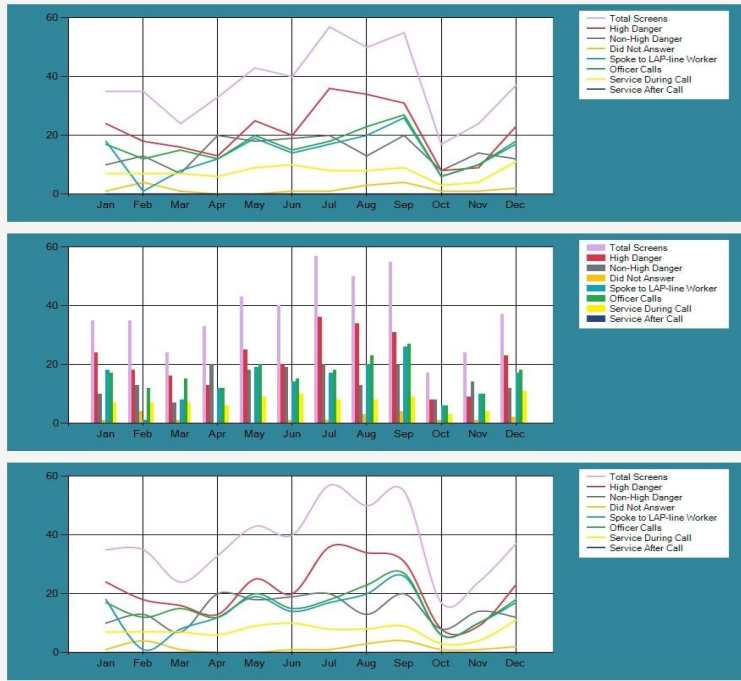 60
40
20
0
Jan Feb Mar Apr May Jun Jul Aug Sep Oct Nov Dec
Total Screens
High Danger
Non-High Danger
Did Not Answer
Spoke to LAP-line Worker
Officer Calls
Service During Call
Service After Call
60
40
20
0
Jan Feb Mar Apr May Jun Jul Aug Sep Oct Nov Dec
Total Screens
High Danger
Non-High Danger
Did Not Answer
Spoke to LAP-line Worker
Officer Calls
Service During Call
Service After Call
60
40
20
0
Jan Feb Mar Apr May Jun Jul Aug Sep Oct Nov Dec
Total Screens
High Danger
Non-High Danger
Did Not Answer
Spoke to LAP-line Worker
Officer Calls
Service During Call
Service After Call